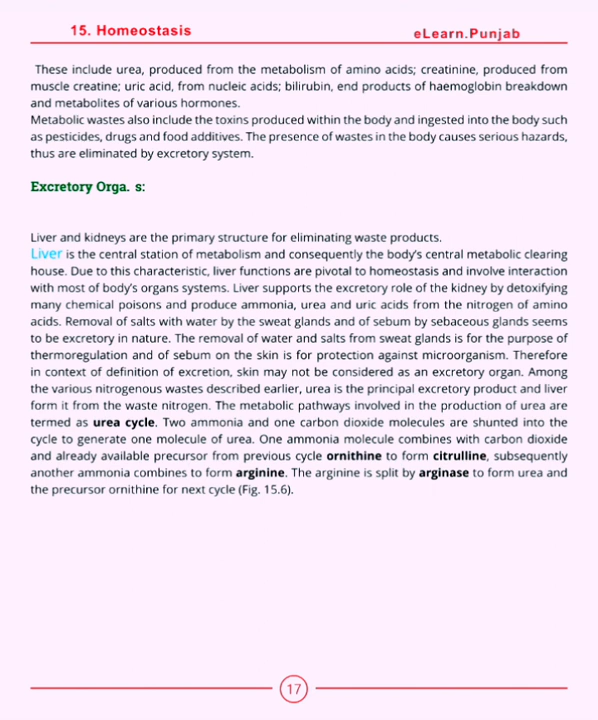 15. Homeostasis
eLearn.Punjab
These include urea, produced from the metabolism of amino acids; creatinine, produced from
muscle creatine; uric acid, from nucleic acids; bilirubin, end products of haemoglobin breakdown
and metabolites of various hormones.
Metabolic wastes also include the toxins produced within the body and ingested into the body such
as pesticides, drugs and food additives. The presence of wastes in the body causes serious hazards,
thus are eliminated by excretory system.
Excretory Orga. s:
Liver and kidneys are the primary structure for eliminating waste products.
Liver is the central station of metabolism and consequently the body's central metabolic clearing
house. Due to this characteristic, liver functions are pivotal to homeostasis and involve interaction
with most of body's organs systems. Liver supports the excretory role of the kidney by detoxifying
many chemical poisons and produce ammonia, urea and uric acids from the nitrogen of amino
acids. Removal of salts with water by the sweat glands and of sebum by sebaceous glands seems
to be excretory in nature. The removal of water and salts from sweat glands is for the purpose of
thermoregulation and of sebum on the skin is for protection against microorganism. Therefore
in context of definition of excretion, skin may not be considered as an excretory organ. Among
the various nitrogenous wastes described earlier, urea is the principal excretory product and liver
form it from the waste nitrogen. The metabolic pathways involved in the production of urea are
termed as urea cycle. Two ammonia and one carbon dioxide molecules are shunted into the
cycle to generate one molecule of urea. One ammonia molecule combines with carbon dioxide
and already available precursor from previous cycle ornithine to form citrulline, subsequently
another ammonia combines to form arginine. The arginine is split by arginase to form urea and
the precursor ornithine for next cycle (Fig. 15.6).
17